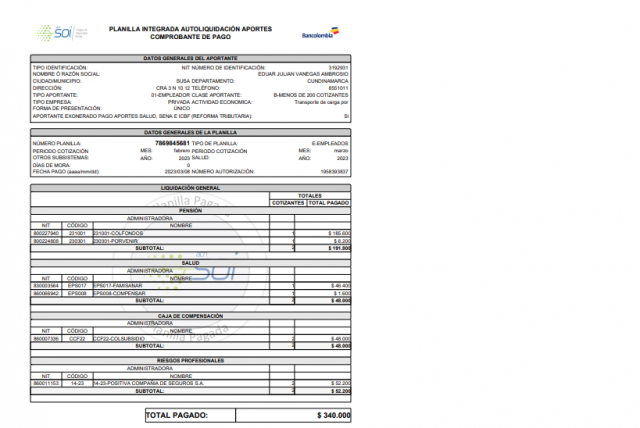 SOI
PLANILLA INTEGRADA AUTOLIQUIDACIÓN APORTES
COMPROBANTE DE PAGO
Bancolombia
DATOS GENERALES DEL APORTANTE
TIPO IDENTIFICACIÓN: NIT NÚMERO DE IDENTIFICACIÓN: 3192931
NOMBRE Ó RAZÓN SOCIAL: EDUAR JULIAN VANEGAS AMBROSIO
CIUDAD/MUNICIPIO: SUSA DEPARTAMENTO: CUNDINAMARCA
DIRECCIÓN: CRA 3 N 10 12 TELÉFONO: 8551011
TIPO APORTANTE: 01-EMPLEADOR CLASE APORTANTE: B-MENOS DE 200 COTIZANTES
TIPO EMPRESA: PRIVADA ACTIVIDAD ECONOMICA: Transporte de carga por
FORMA DE PRESENTACIÓN: ÚNICO
APORTANTE EXONERADO PAGO APORTES SALUD, SENA E ICBF (REFORMA TRIBUTARIA): SI
DATOS GENERALES DE LA PLANILLA
NÚMERO PLANILLA: 7869845681 TIPO DE PLANILLA: E-EMPLEADOS
PERIODO COTIZACIÓN MES: febrero PERIODO COTIZACIÓN MES: marzo
OTROS SUBSISTEMAS: AÑO: 2023 SALUD: AÑO: 2023
DÍAS DE MORA: 0
FECHA PAGO (aaaa/mm/dd): 2023/03/08 NÚMERO AUTORIZACIÓN: 1958393837
LIQUIDACIÓN GENERAL
TOTALES
COTIZANTES TOTAL PAGADO
PENSIÓN
ADMINISTRADORA
NIT CÓDIGO NOMBRE
800227940 231001 231001-COLFONDOS 1 $ 185.600
800224808 230301 230301-PORVENIR 1 $ 6.200
SUBTOTAL: 2 $ 191.800
SALUD
ADMINISTRADORA
NIT CÓDIGO NOMBRE
830003564 EPS017 EPS017-FAMISANAR 1 $ 46.400
860066942 EPS008 EPS008-COMPENSAR 1 $ 1.600
SUBTOTAL: 2 $ 48.000
CAJA DE COMPENSACIÓN
ADMINISTRADORA
NIT CÓDIGO NOMBRE
860007336 CCF22 CCF22-COLSUBSIDIO 2 $ 48.000
SUBTOTAL: 2 $ 48.000
RIESGOS PROFESIONALES
ADMINISTRADORA
NIT CÓDIGO NOMBRE
860011153 14-23 14-23-POSITIVA COMPAÑIA DE SEGUROS S.A. 2 $ 52.200
SUBTOTAL: 2 $ 52.200
TOTAL PAGADO: $ 340.000
Planilla Pagada
SOI
Planilla Pagada